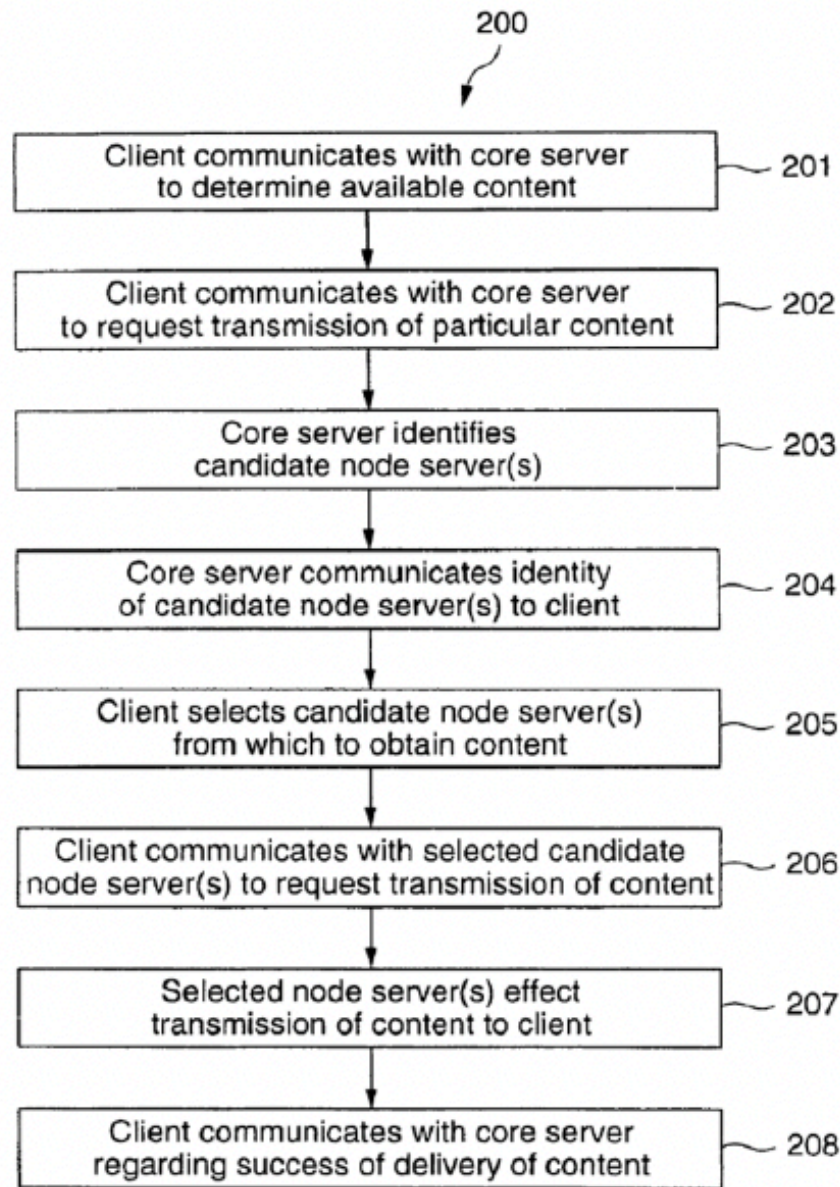 200
Client communicates with core server
to determine available content
201
Client communicates with core server
to request transmission of particular content
202
Core server identifies
candidate node server(s)
203
Core server communicates identity
of candidate node server(s) to client
204
Client selects candidate node server(s)
from which to obtain content
205
Client communicates with selected candidate
node server(s) to request transmission of content
206
Selected node server(s) effect
transmission of content to client
207
Client communicates with core server
regarding success of delivery of content
208